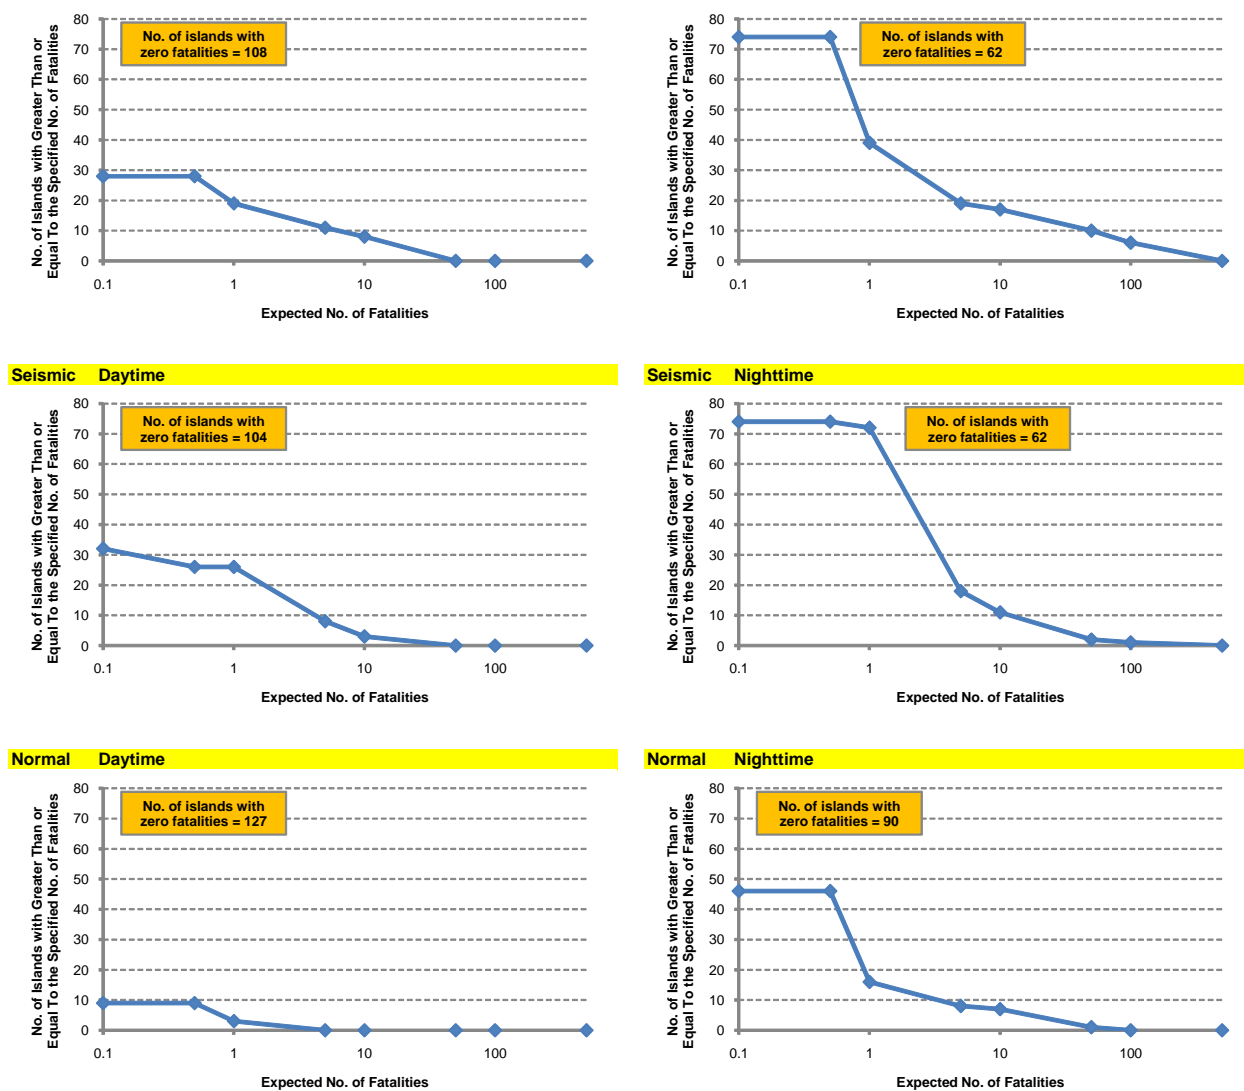 No. of Islands with Greater Than or
Equal To the Specified No. of Fatalities
80
70
60
50
40
30
20
10
0
No. of islands with
zero fatalities = 108
0.1 1 10 100
Expected No. of Fatalities
No. of Islands with Greater Than or
Equal To the Specified No. of Fatalities
80
70
60
50
40
30
20
10
0
No. of islands with
zero fatalities = 62
0.1 1 10 100
Expected No. of Fatalities
Seismic Daytime
No. of Islands with Greater Than or
Equal To the Specified No. of Fatalities
80
70
60
50
40
30
20
10
0
No. of islands with
zero fatalities = 104
0.1 1 10 100
Expected No. of Fatalities
Seismic Nighttime
No. of Islands with Greater Than or
Equal To the Specified No. of Fatalities
80
70
60
50
40
30
20
10
0
No. of islands with
zero fatalities = 62
0.1 1 10 100
Expected No. of Fatalities
Normal Daytime
No. of Islands with Greater Than or
Equal To the Specified No. of Fatalities
80
70
60
50
40
30
20
10
0
No. of islands with
zero fatalities = 127
0.1 1 10 100
Expected No. of Fatalities
Normal Nighttime
No. of Islands with Greater Than or
Equal To the Specified No. of Fatalities
80
70
60
50
40
30
20
10
0
No. of islands with
zero fatalities = 90
0.1 1 10 100
Expected No. of Fatalities